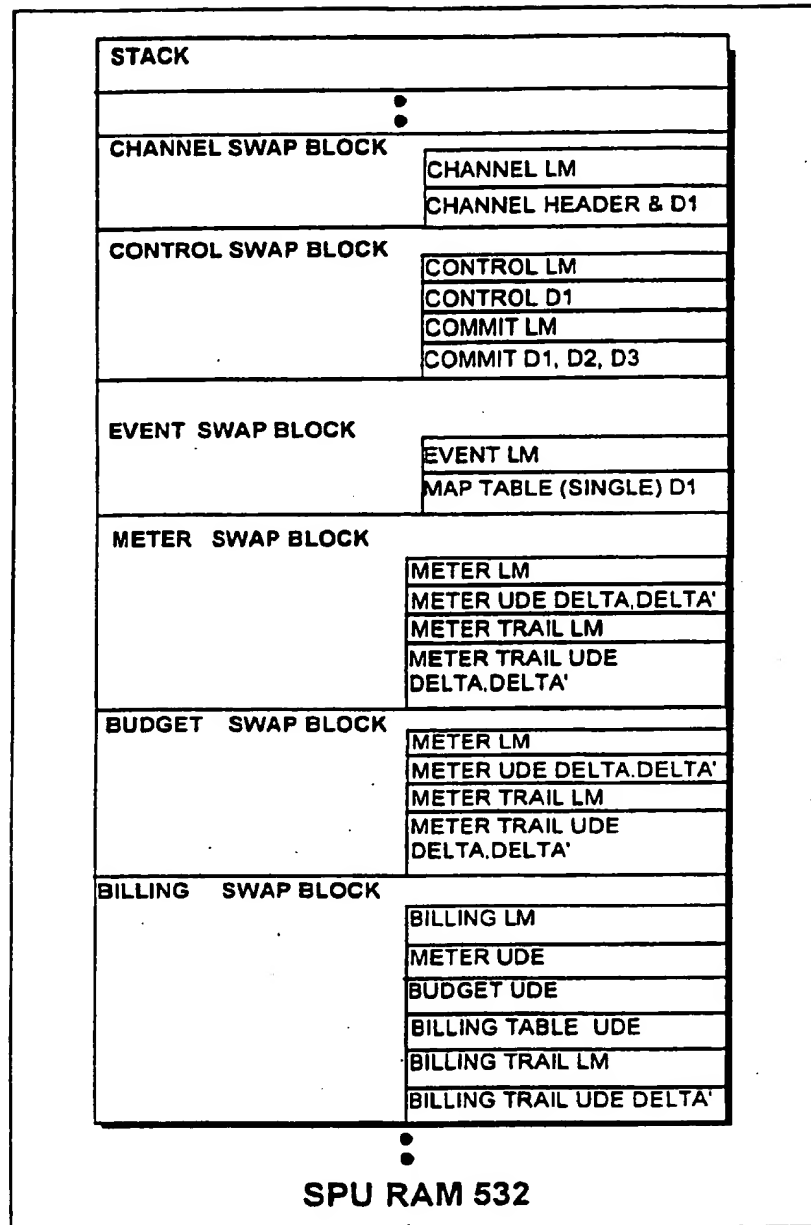 STACK
CHANNEL SWAP BLOCK
CHANNEL LM
CHANNEL HEADER & D1
CONTROL SWAP BLOCK
CONTROL LM
CONTROL D1
COMMIT LM
COMMIT D1, D2, D3
EVENT SWAP BLOCK
EVENT LM
MAP TABLE (SINGLE) D1
METER SWAP BLOCK
METER LM
METER UDE DELTA,DELTA'
METER TRAIL LM
METER TRAIL UDE
DELTA.DELTA'
BUDGET SWAP BLOCK
METER LM
METER UDE DELTA.DELTA'
METER TRAIL LM
METER TRAIL UDE
DELTA.DELTA'
BILLING SWAP BLOCK
BILLING LM
METER UDE
BUDGET UDE
BILLING TABLE UDE
BILLING TRAIL LM
BILLING TRAIL UDE DELTA'
SPU RAM 532